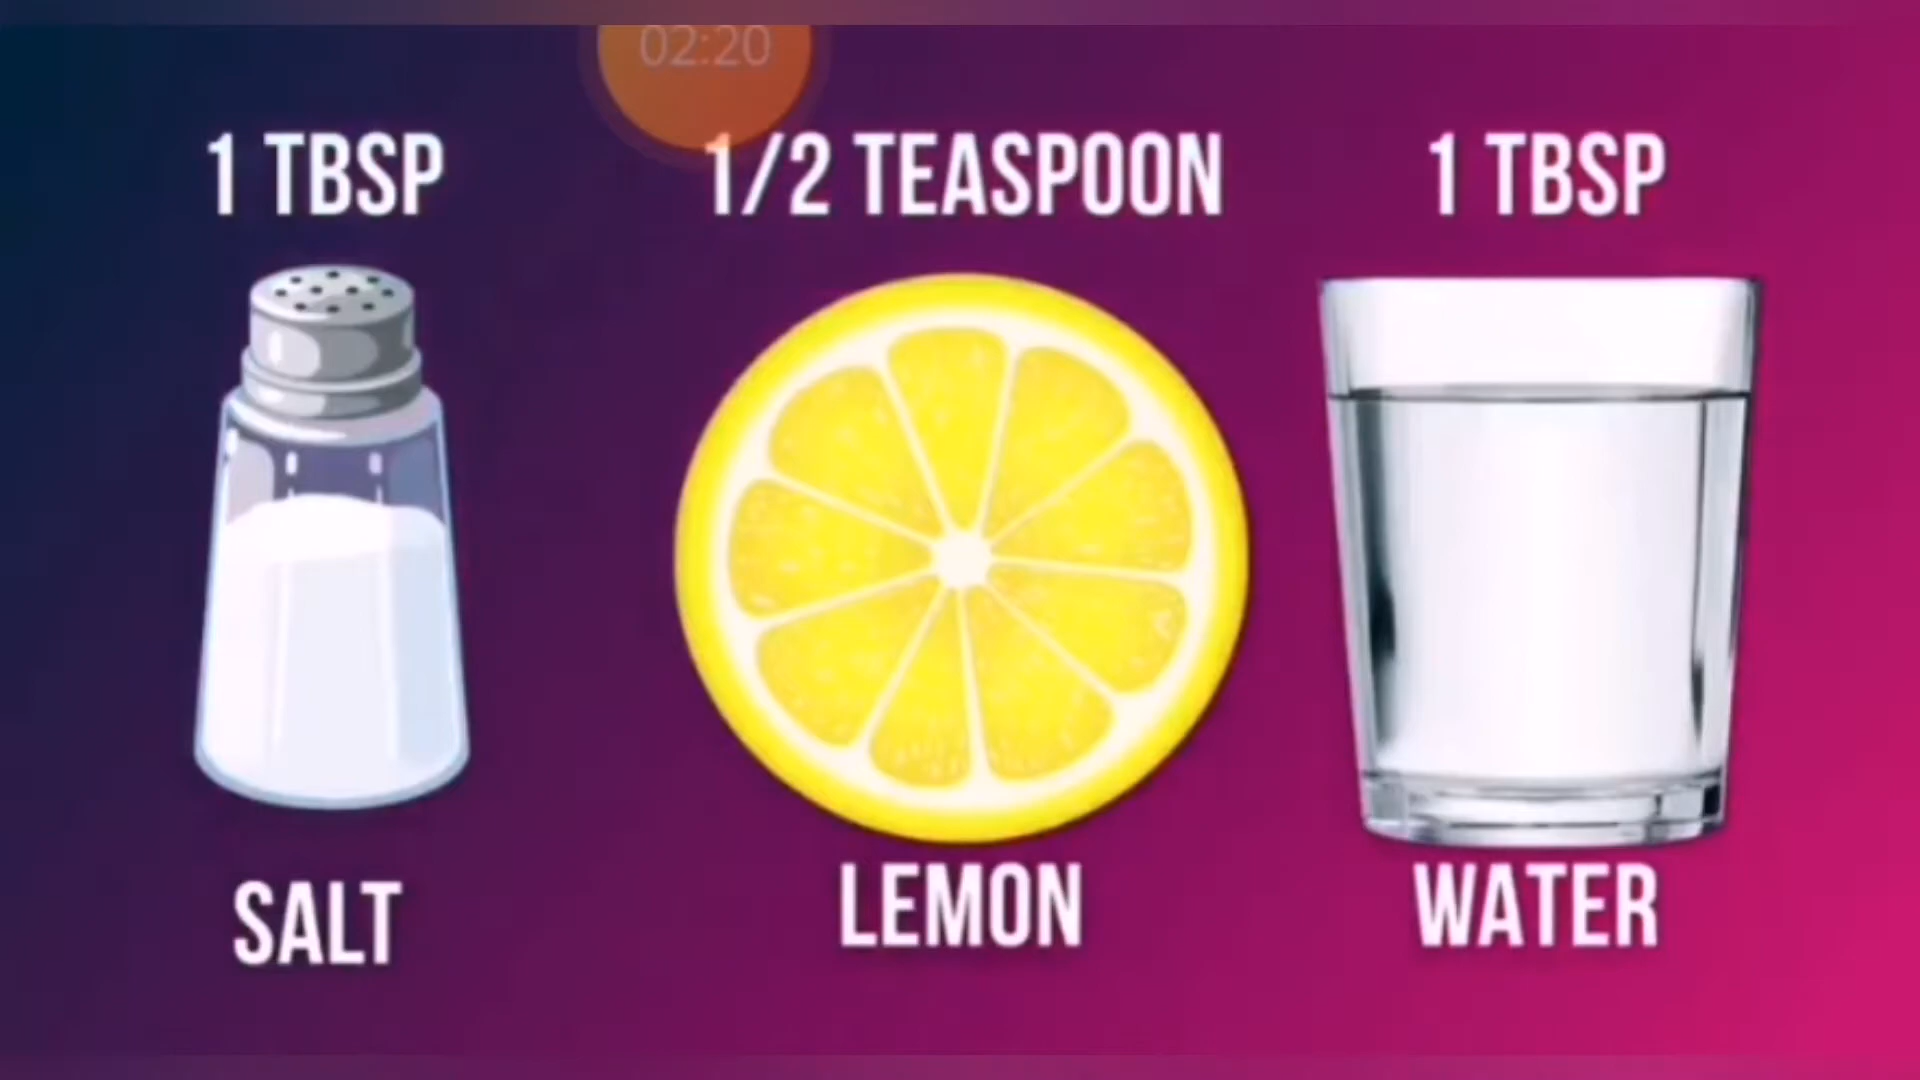 02:20
1 TBSP
1/2 TEASPOON
1 TBSP
SALT
LEMON
WATER